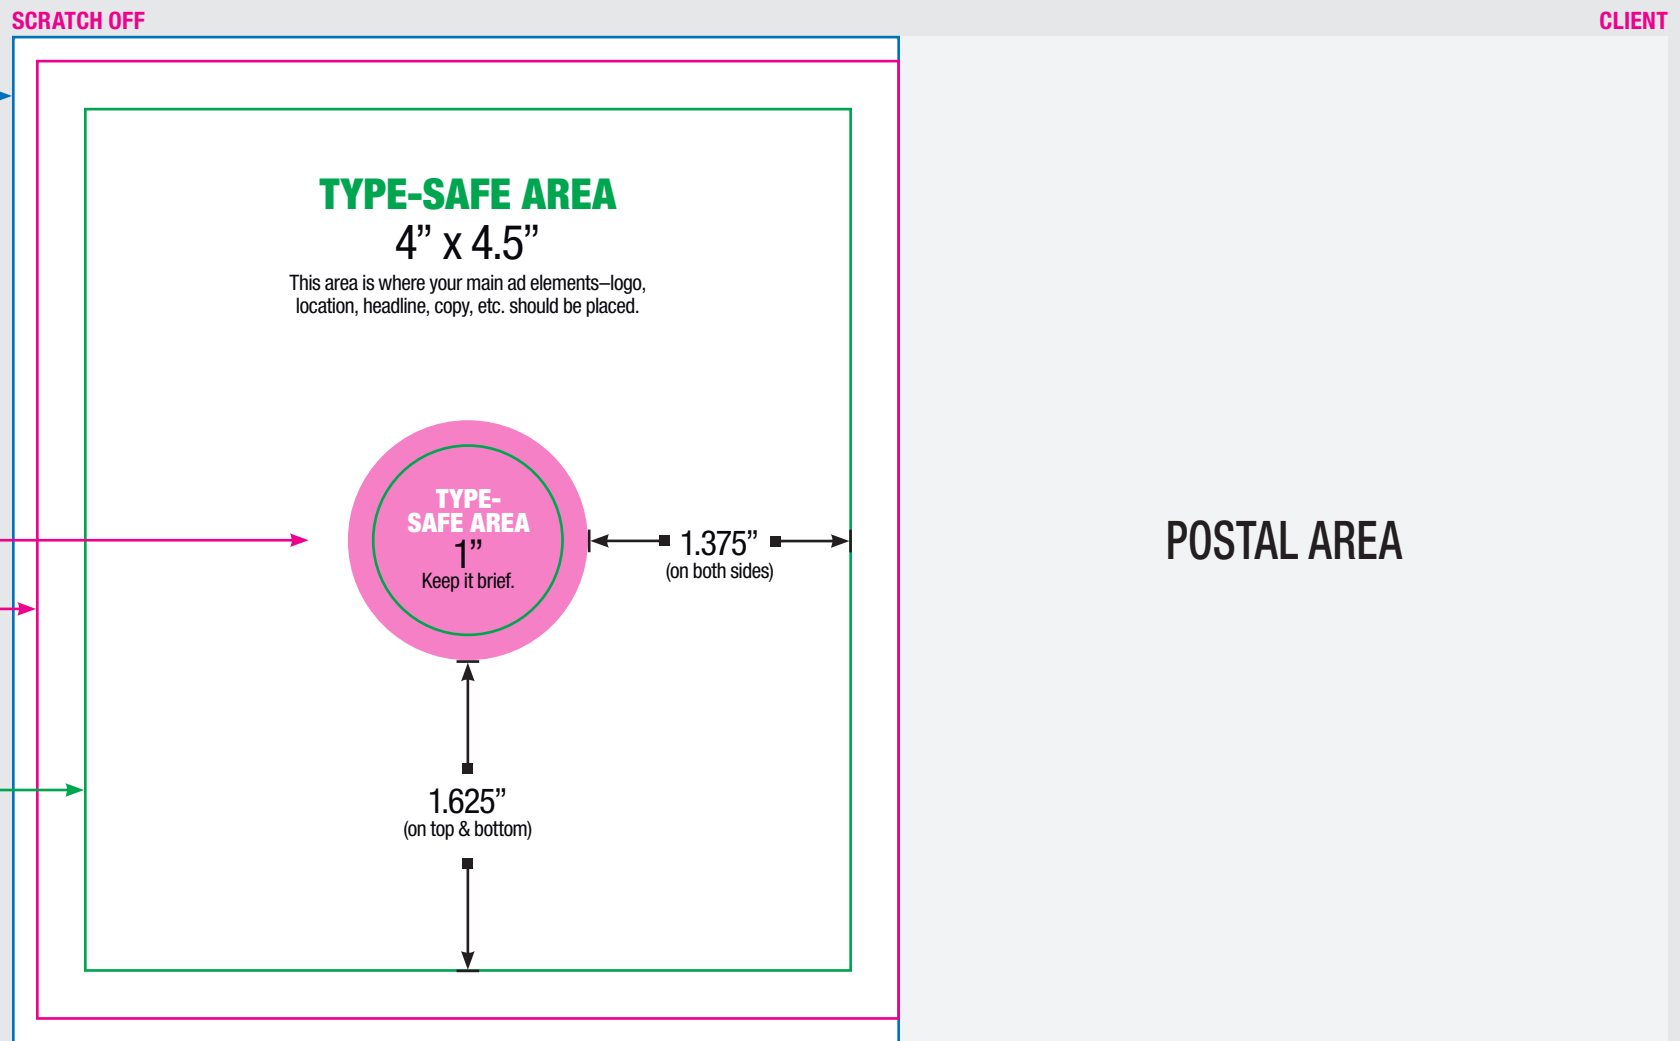 SCRATCH OFF
CLIENT
TYPE-SAFE AREA
4” x 4.5”
This area is where your main ad elements–logo,
location, headline, copy, etc. should be placed.
TYPE-
SAFE AREA
1”
Keep it brief.
1.375”
(on both sides)
POSTAL AREA
1.625”
(on top & bottom)